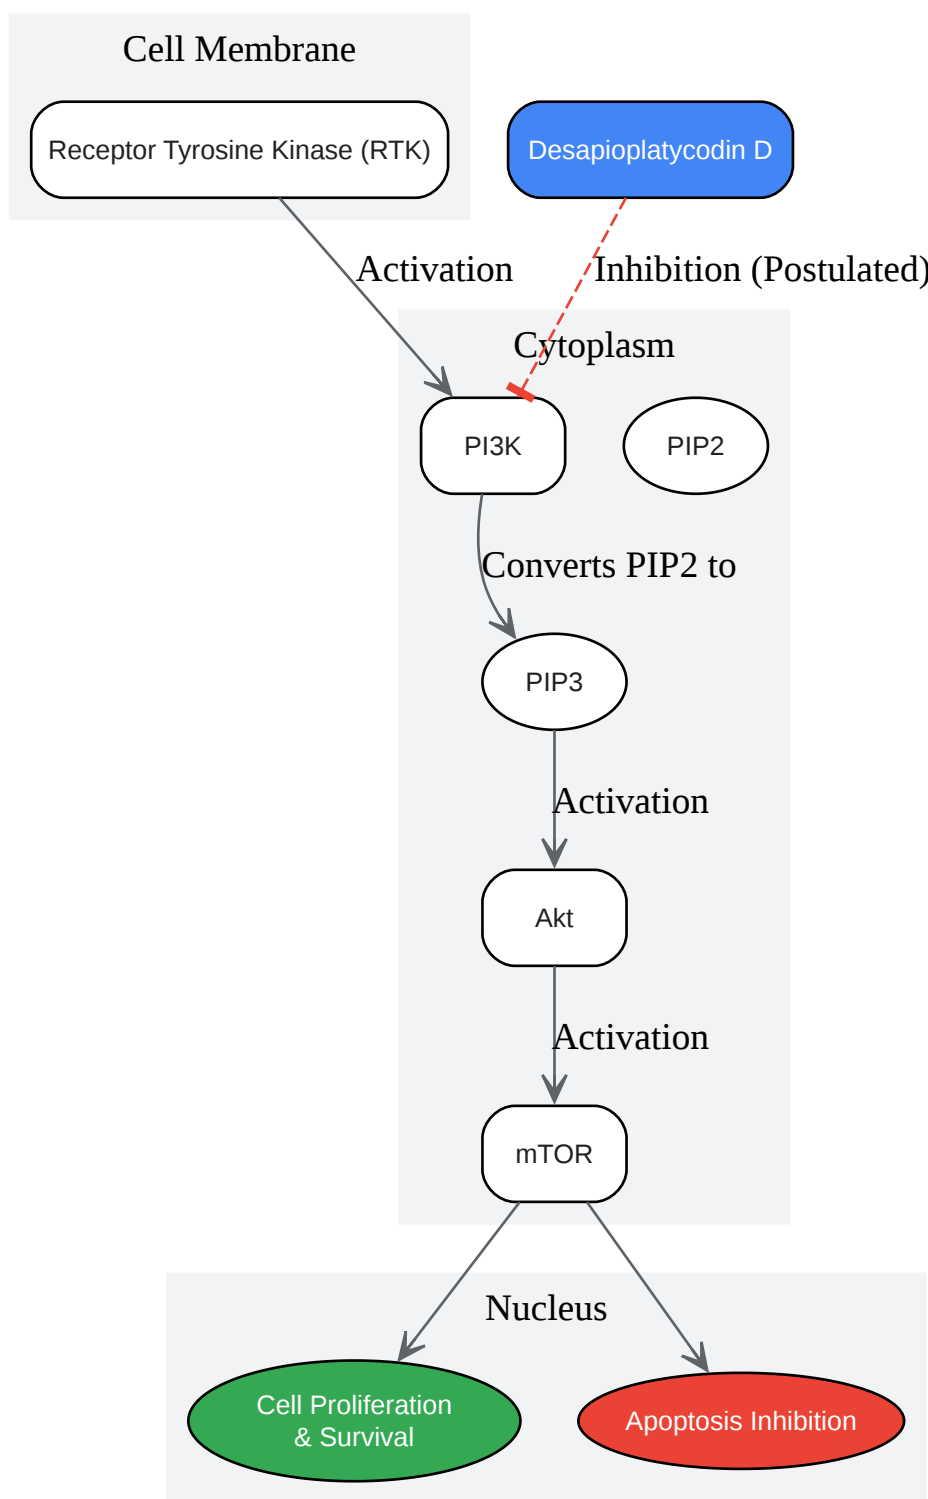 Cell Membrane
Receptor Tyrosine Kinase (RTK)
Desapioplatycodin D
Activation
Inhibition (Postulated)
Cytoplasm
PI3K
PIP2
Converts PIP2 to
PIP3
Activation
Akt
Activation
mTOR
Nucleus
Cell Proliferation
& Survival
Apoptosis Inhibition